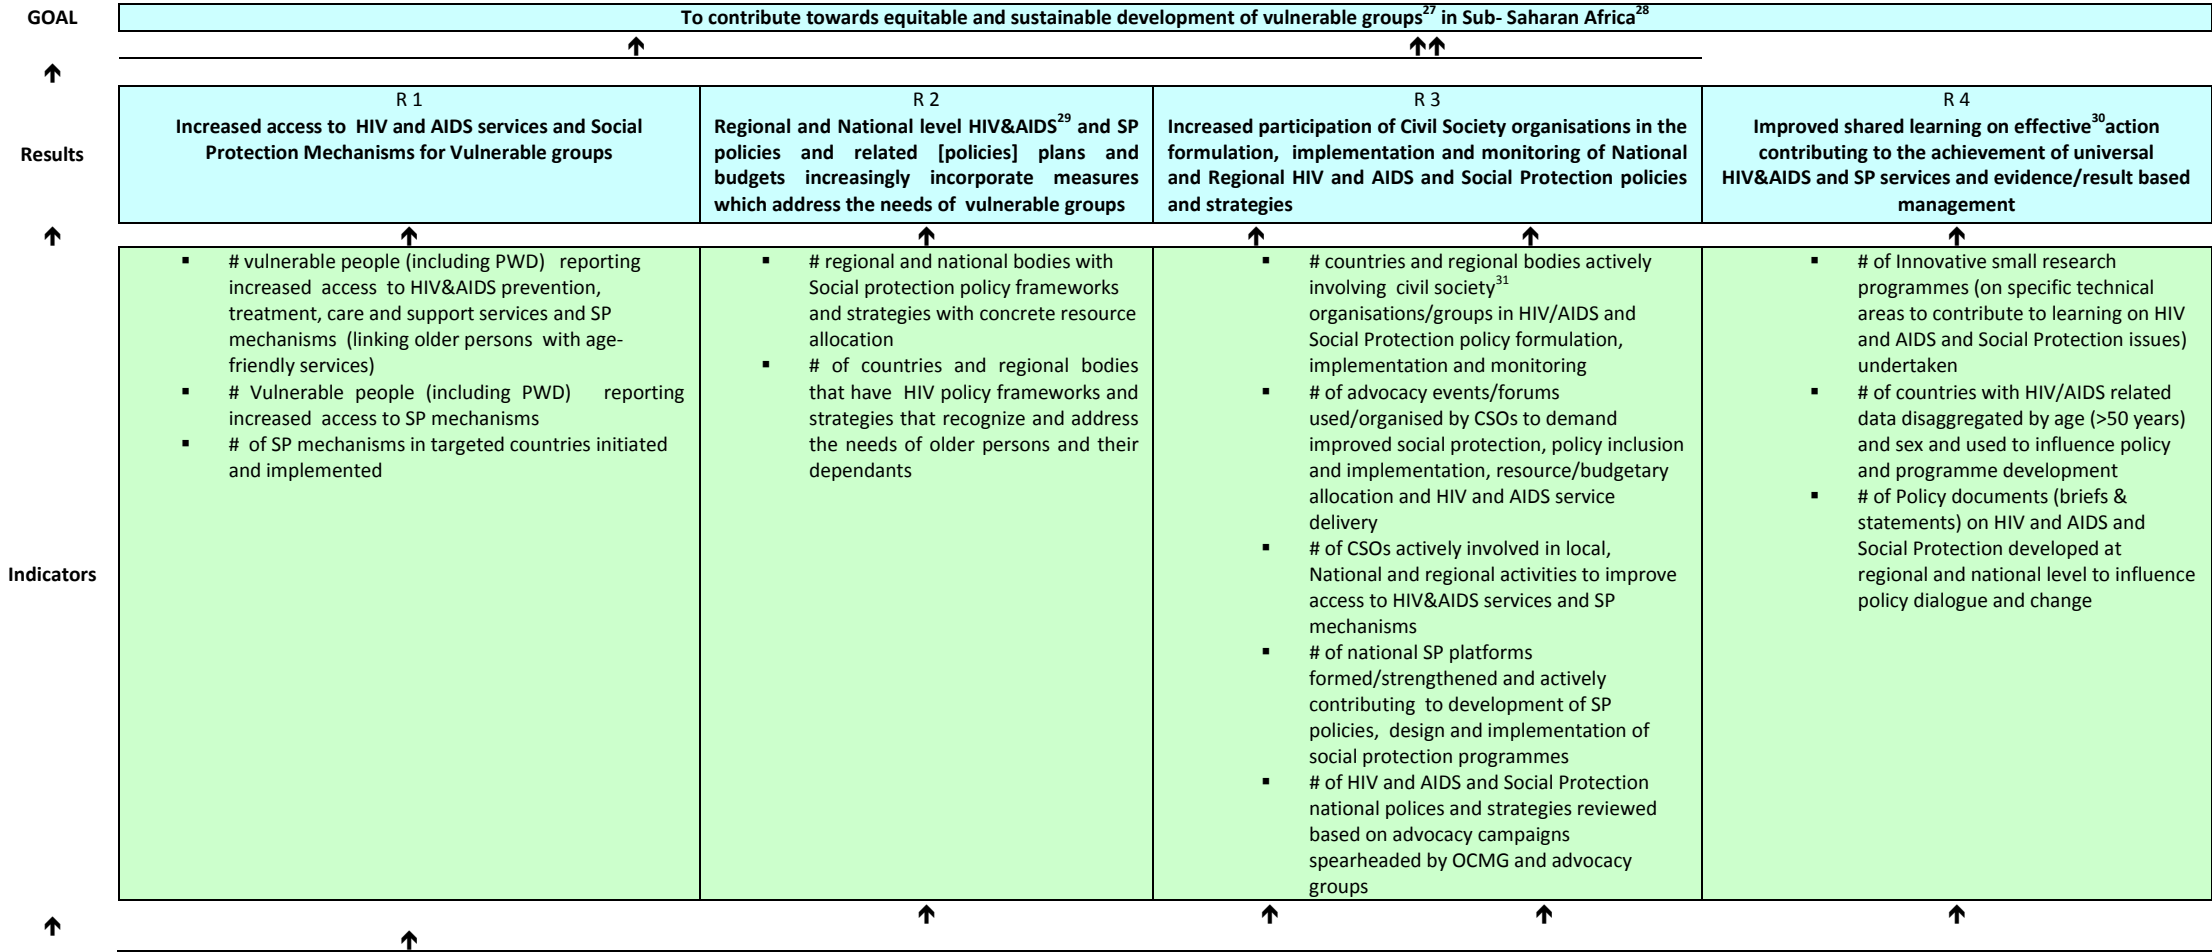 GOAL
To contribute towards equitable and sustainable development of vulnerable groups27 in Sub- Saharan Africa28
Results
R 1
Increased access to HIV and AIDS services and Social
Protection Mechanisms for Vulnerable groups
R 2
Regional and National level HIV&AIDS29 and SP
policies and related [policies] plans and
budgets increasingly incorporate measures
which address the needs of vulnerable groups
R 3
Increased participation of Civil Society organisations in the
formulation, implementation and monitoring of National
and Regional HIV and AIDS and Social Protection policies
and strategies
R 4
Improved shared learning on effective30action
contributing to the achievement of universal
HIV&AIDS and SP services and evidence/result based
management
Indicators
▪ # vulnerable people (including PWD) reporting
increased access to HIV&AIDS prevention,
treatment, care and support services and SP
mechanisms (linking older persons with age-
friendly services)
▪ # Vulnerable people (including PWD) reporting
increased access to SP mechanisms
▪ # of SP mechanisms in targeted countries initiated
and implemented
▪ # regional and national bodies with
Social protection policy frameworks
and strategies with concrete resource
allocation
▪ # of countries and regional bodies
that have HIV policy frameworks and
strategies that recognize and address
the needs of older persons and their
dependants
▪ # countries and regional bodies actively
involving civil society31
organisations/groups in HIV/AIDS and
Social Protection policy formulation,
implementation and monitoring
▪ # of advocacy events/forums
used/organised by CSOs to demand
improved social protection, policy inclusion
and implementation, resource/budgetary
allocation and HIV and AIDS service
delivery
▪ # of CSOs actively involved in local,
National and regional activities to improve
access to HIV&AIDS services and SP
mechanisms
▪ # of national SP platforms
formed/strengthened and actively
contributing to development of SP
policies, design and implementation of
social protection programmes
▪ # of HIV and AIDS and Social Protection
national polices and strategies reviewed
based on advocacy campaigns
spearheaded by OCMG and advocacy
groups
▪ # of Innovative small research
programmes (on specific technical
areas to contribute to learning on HIV
and AIDS and Social Protection issues)
undertaken
▪ # of countries with HIV/AIDS related
data disaggregated by age (>50 years)
and sex and used to influence policy
and programme development
▪ # of Policy documents (briefs &
statements) on HIV and AIDS and
Social Protection developed at
regional and national level to influence
policy dialogue and change